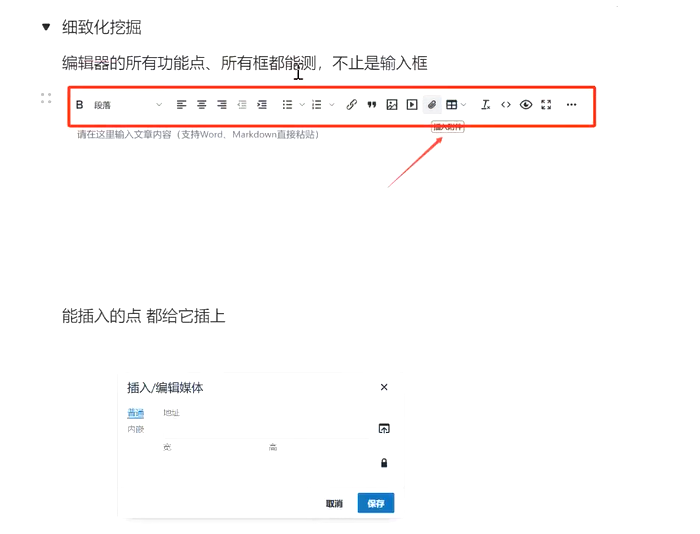 细致化挖掘
编辑器的所有功能点、所有框都能测，不止是输入框
B 段落
插入附件
请在这里输入文章内容（支持Word、Markdown直接粘贴）
能插入的点 都给它插上
插入/编辑媒体
普通 地址
内嵌
宽 高
取消 保存